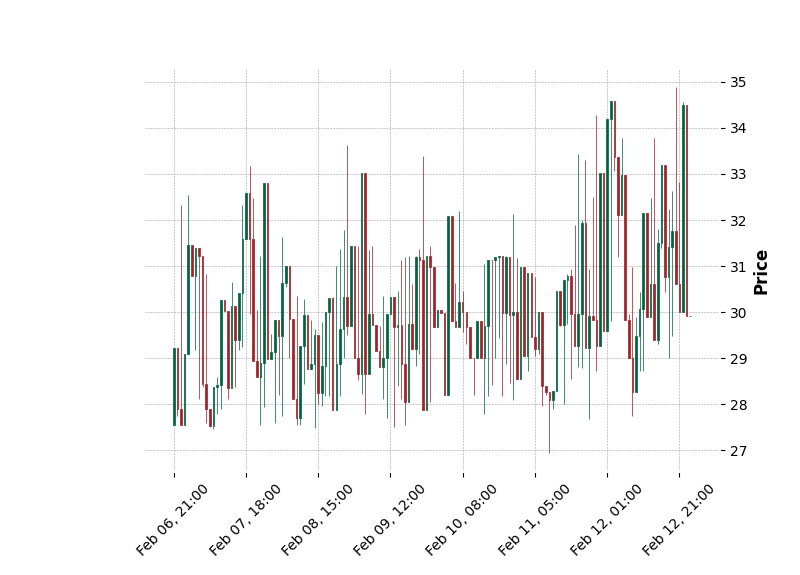 35
34
33
32
31
30
29
28
27
Price
Feb 06, 21:00
Feb 07, 18:00
Feb 08, 15:00
Feb 09, 12:00
Feb 10, 08:00
Feb 11, 05:00
Feb 12, 01:00
Feb 12, 21:00